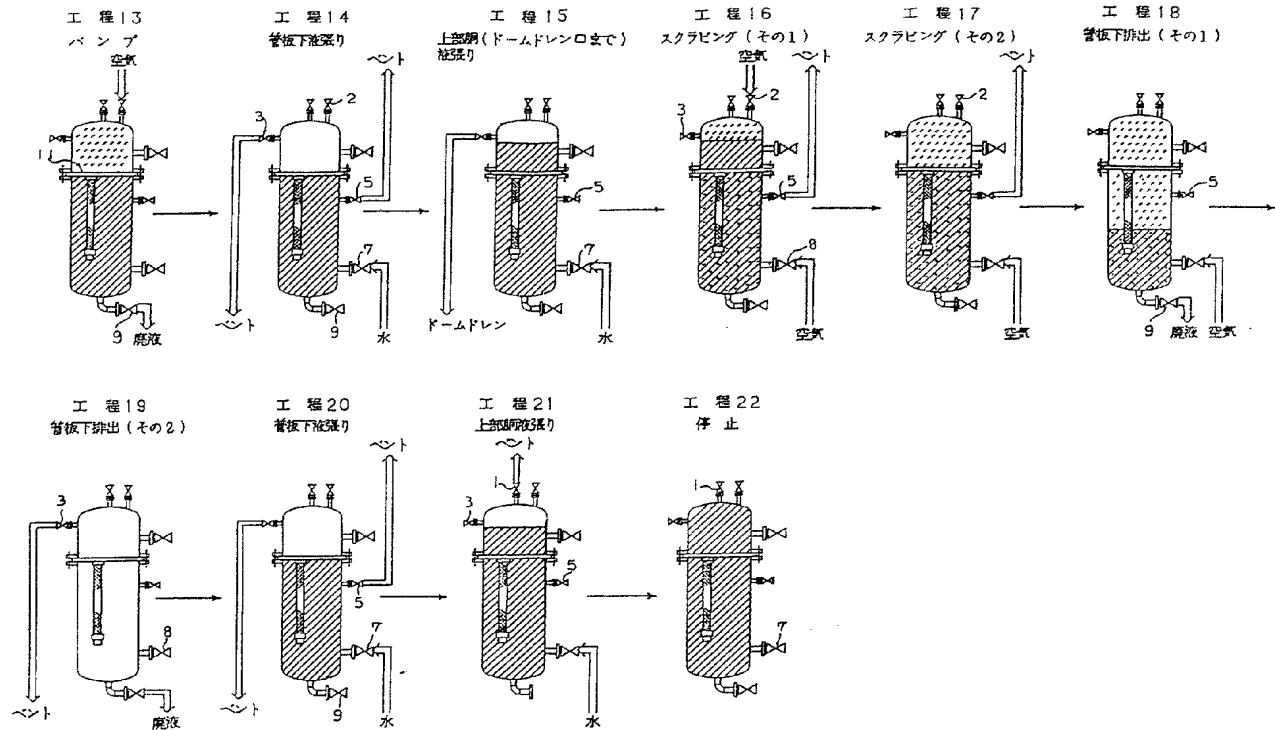 工程13
バンプ
空気
11
9
廃液
工程14
管板下液張り
2
ベント
3
5
7
ベント
9
水
工程15
上部胴(ドームドレン口まで)
液張り
5
7
ドームドレン
水
工程16
スクラビング(その1)
空気
ベント
2
3
5
8
空気
工程17
スクラビング(その2)
ベント
2
空気
工程18
管板下排出(その1)
5
9
廃液
空気
工程19
管板下排出(その2)
3
8
ベント
廃液
工程20
管板下液張り
ベント
5
7
ベント
9
水
工程21
上部胴液張り
ベント
1
3
5
水
工程22
停止
1
7